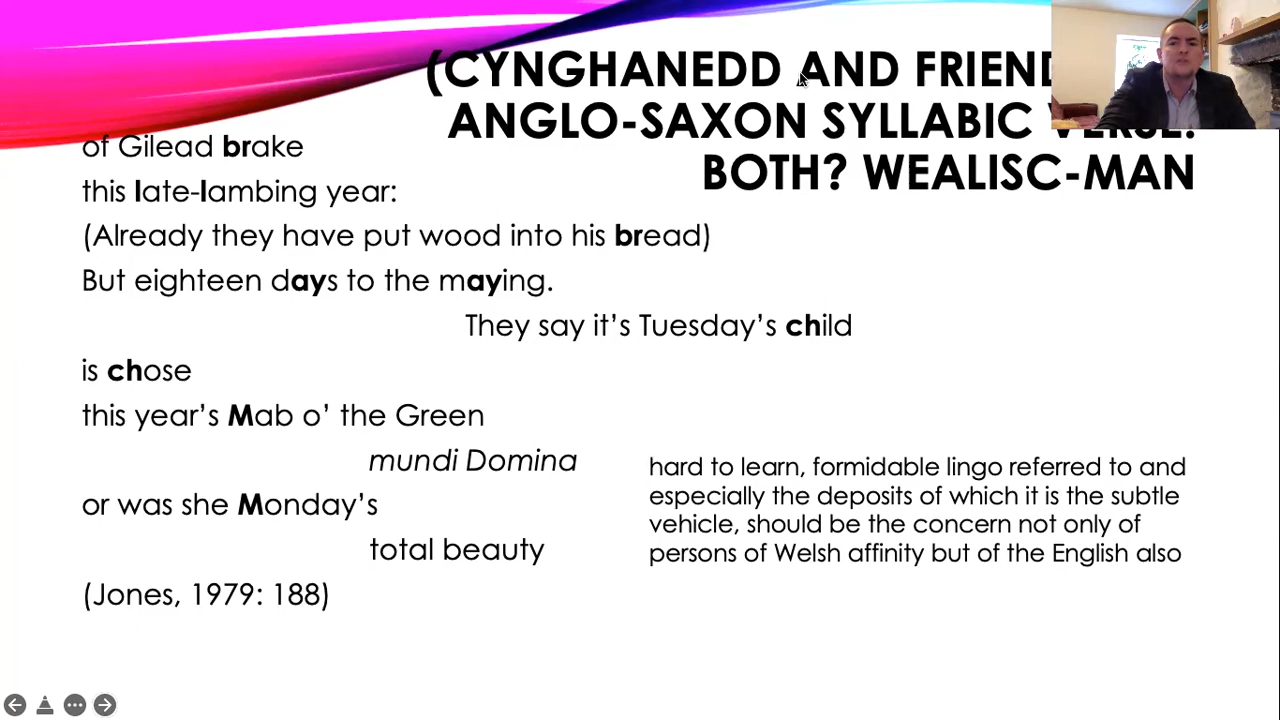 (CYNGHANEDD AND FRIEND
ANGLO-SAXON SYLLABIC VERSE.
BOTH? WEALISC-MAN
of Gilead brake
this late-lambing year:
(Already they have put wood into his bread)
But eighteen days to the maying.
They say it’s Tuesday’s child
is chose
this year’s Mab o’ the Green
mundi Domina
or was she Monday’s
total beauty
(Jones, 1979: 188)
hard to learn, formidable lingo referred to and
especially the deposits of which it is the subtle
vehicle, should be the concern not only of
persons of Welsh affinity but of the English also